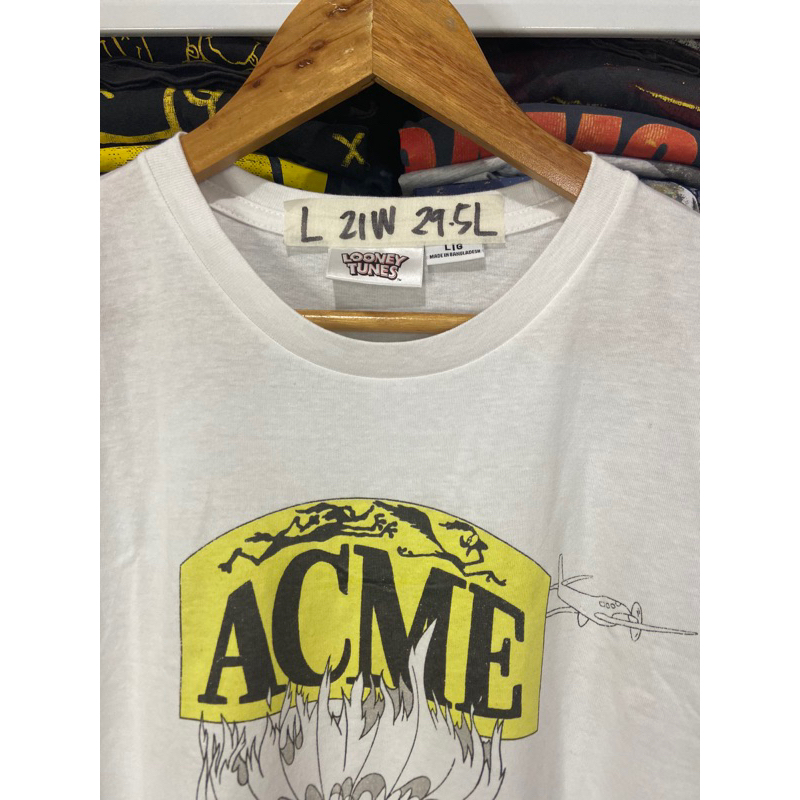 X
L 21W 29.5L
LOONEY
TUNES
L|G
MADE IN BANGLADESH
ACME